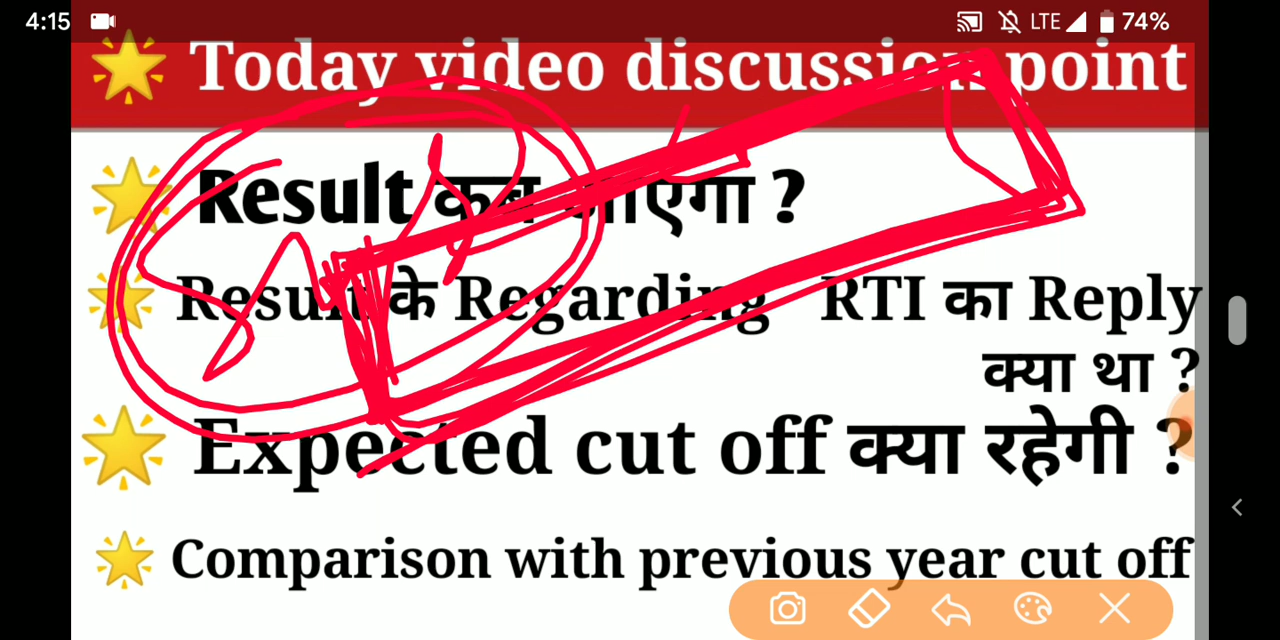 4:15 LTE 74%
Today video discussion point
Result कब आएगा ?
Result के Regarding RTI का Reply
क्या था ?
Expected cut off क्या रहेगी ?
Comparison with previous year cut off